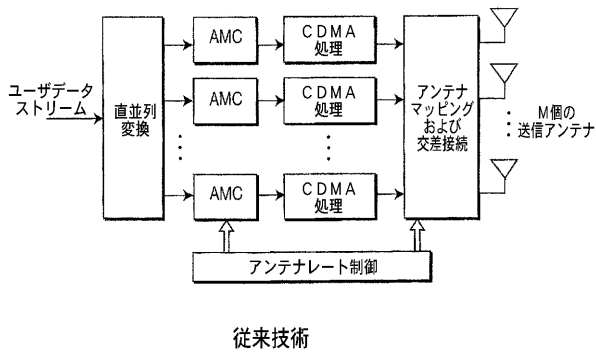 ユーザデータ
ストリーム
直並列
変換
AMC
CDMA
処理
AMC
CDMA
処理
AMC
CDMA
処理
アンテナ
マッピング
および
交差接続
M個の
送信アンテナ
アンテナレート制御
従来技術